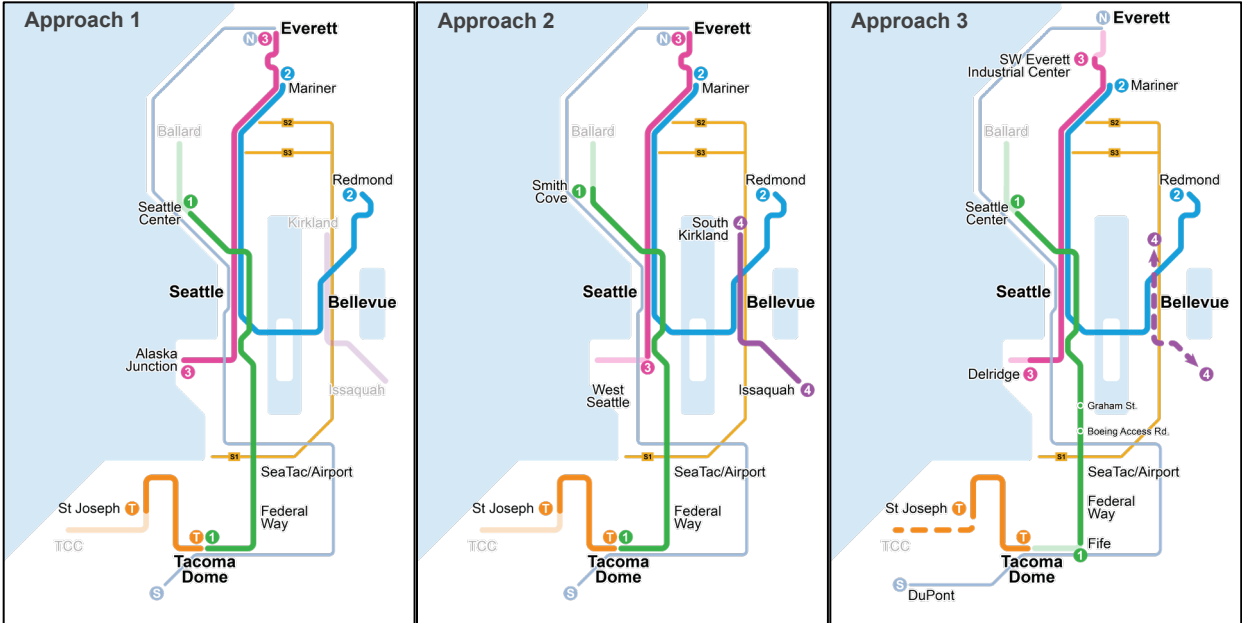 Approach 1
N
3
Everett
2
Mariner
S2
Ballard
S3
Redmond
2
1
Seattle
Center
Kirkland
Seattle
Bellevue
Alaska
Junction
3
Issaquah
S1
SeaTac/Airport
St Joseph
T
Federal
Way
TCC
T
1
Tacoma
Dome
S
Approach 2
N
3
Everett
2
Mariner
S2
Ballard
S3
Redmond
2
Smith
Cove
1
South
Kirkland
4
Seattle
Bellevue
3
West
Seattle
Issaquah
4
S1
SeaTac/Airport
St Joseph
T
Federal
Way
TCC
T
1
Tacoma
Dome
S
Approach 3
N
Everett
SW Everett
Industrial Center
3
2
Mariner
S2
Ballard
S3
Redmond
2
1
Seattle
Center
4
Seattle
Bellevue
Delridge
3
4
Graham St.
Boeing Access Rd.
S1
SeaTac/Airport
St Joseph
T
Federal
Way
TCC
T
Fife
1
Tacoma
Dome
S
DuPont